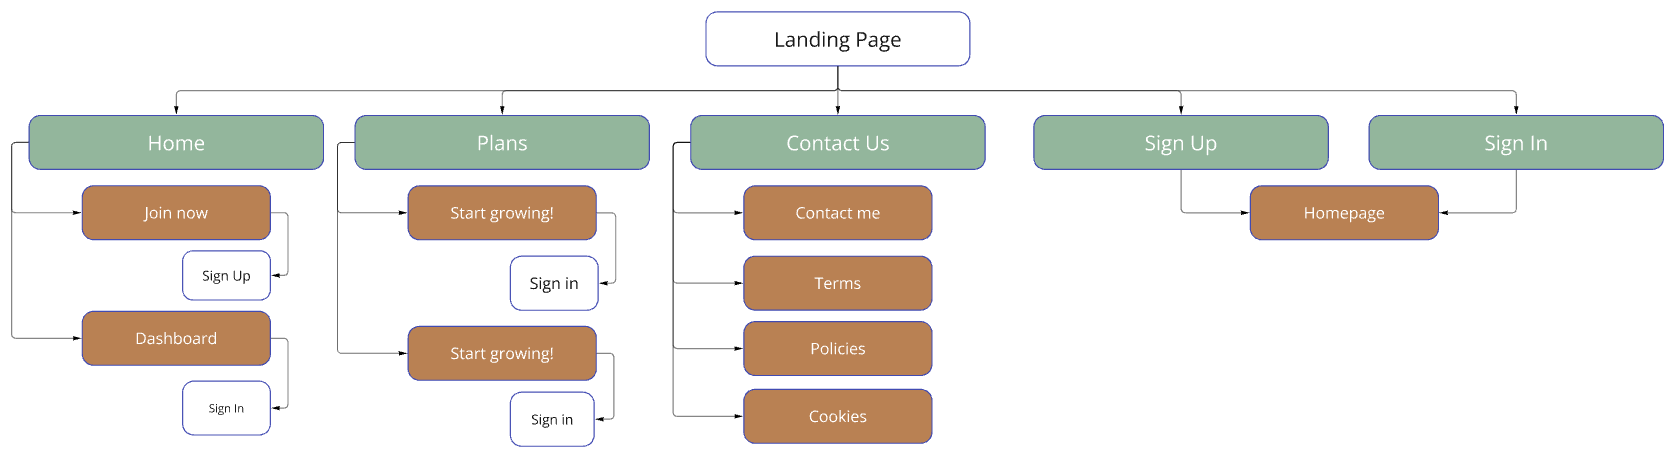 Landing Page
Home
Plans
Contact Us
Sign Up
Sign In
Join now
Sign Up
Dashboard
Sign In
Start growing!
Sign in
Start growing!
Sign in
Contact me
Terms
Policies
Cookies
Homepage